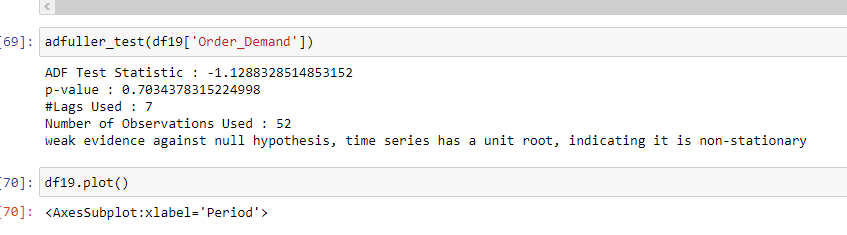 [69]: adfuller_test(df19['Order_Demand'])
ADF Test Statistic : -1.1288328514853152
p-value : 0.7034378315224998
#Lags Used : 7
Number of Observations Used : 52
weak evidence against null hypothesis, time series has a unit root, indicating it is non-stationary
[70]: df19.plot()
[70]: <AxesSubplot:xlabel='Period'>